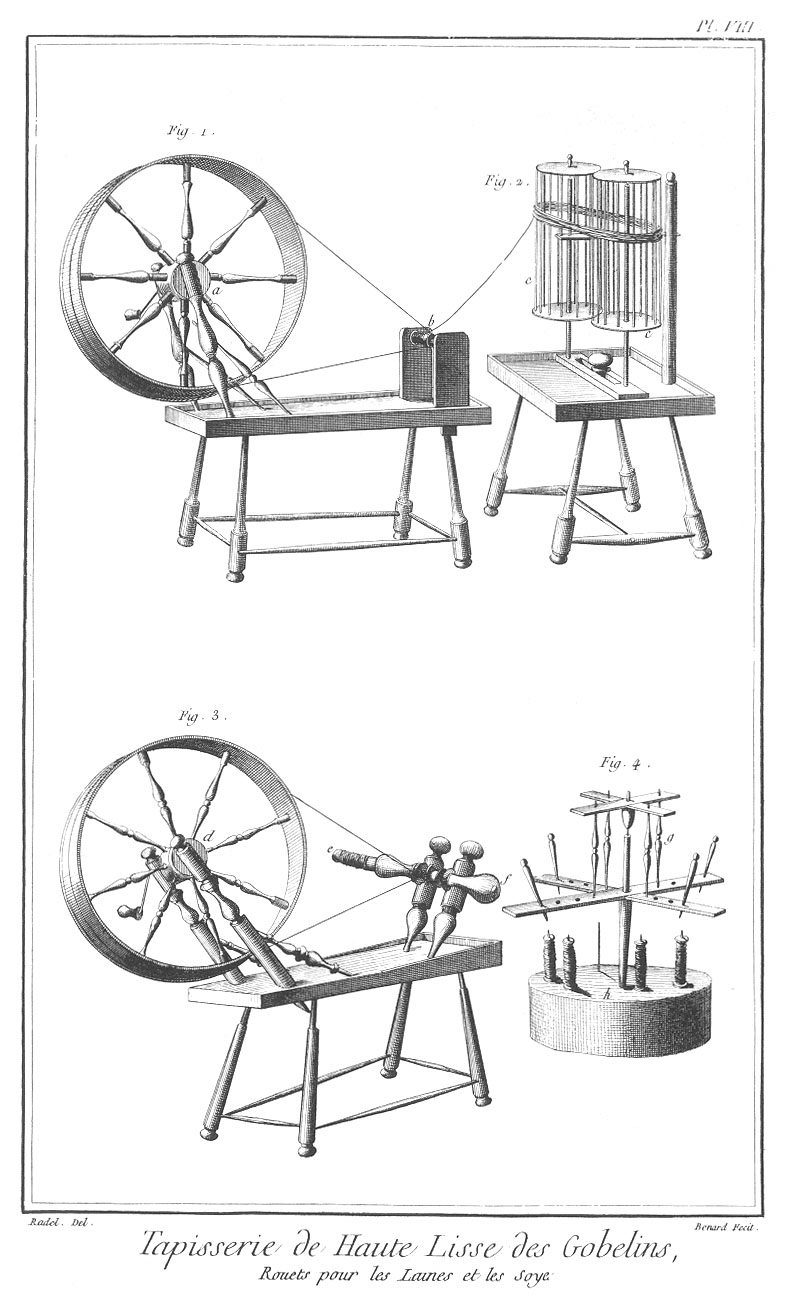 Pl. VIII
Fig. 1.
Fig. 2.
a
b
c
c
Fig. 3.
Fig. 4.
d
e
f
g
h
Radel. Del.
Benard Fecit.
Tapisserie de Haute Lisse des Gobelins,
Rouets pour les Laines et les Soye